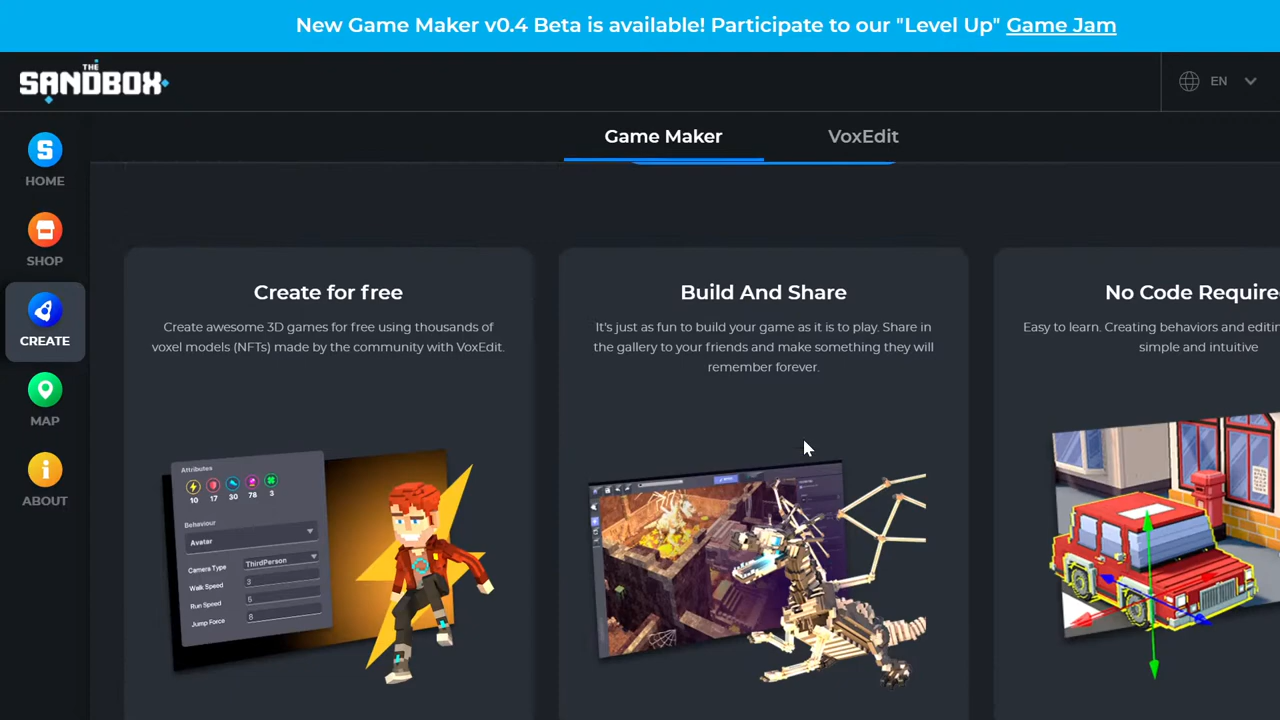 New Game Maker v0.4 Beta is available! Participate to our "Level Up" Game Jam
THE
SANDBOX
EN
Game Maker
VoxEdit
HOME
SHOP
CREATE
MAP
ABOUT
Create for free
Create awesome 3D games for free using thousands of
voxel models (NFTs) made by the community with VoxEdit.
Attributes
10 17 30 78 3
Behaviour
Avatar
Camera Type ThirdPerson
Walk Speed 3
Run Speed 5
Jump Force 8
Build And Share
It's just as fun to build your game as it is to play. Share in
the gallery to your friends and make something they will
remember forever.
No Code Require
Easy to learn. Creating behaviors and editin
simple and intuitive